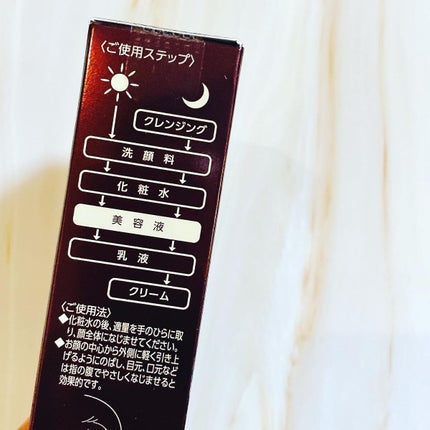 〈ご使用ステップ〉
クレンジング
洗顔料
化粧水
美容液
乳液
クリーム
〈ご使用法〉
◆化粧水の後、適量を手のひらに取
り、顔全体になじませてください。
◆お顔の中心から外側に軽く引き上
げるようにのばし、目元、口元など
は指の腹でやさしくなじませると
効果的です。